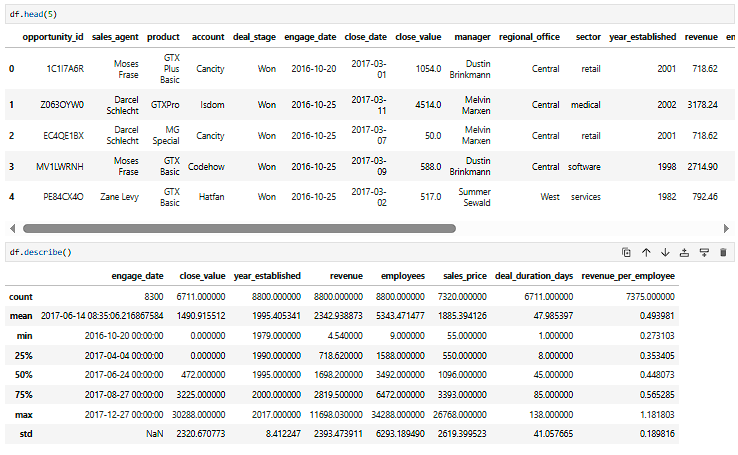 df.head(5)
opportunity_id sales_agent product account deal_stage engage_date close_date close_value manager regional_office sector year_established revenue en
0 1C1I7A6R Moses Frase GTX Plus Basic Cancity Won 2016-10-20 2017-03-01 1054.0 Dustin Brinkmann Central retail 2001 718.62
1 Z063OYW0 Darcel Schlecht GTXPro Isdom Won 2016-10-25 2017-03-11 4514.0 Melvin Marxen Central medical 2002 3178.24
2 EC4QE1BX Darcel Schlecht MG Special Cancity Won 2016-10-25 2017-03-07 50.0 Melvin Marxen Central retail 2001 718.62
3 MV1LWRNH Moses Frase GTX Basic Codehow Won 2016-10-25 2017-03-09 588.0 Dustin Brinkmann Central software 1998 2714.90
4 PE84CX4O Zane Levy GTX Basic Hatfan Won 2016-10-25 2017-03-02 517.0 Summer Sewald West services 1982 792.46
df.describe()
engage_date close_value year_established revenue employees sales_price deal_duration_days revenue_per_employee
count 8300 6711.000000 8800.000000 8800.000000 8800.000000 7320.000000 6711.000000 7375.000000
mean 2017-06-14 08:35:06.216867584 1490.915512 1995.405341 2342.938873 5343.471477 1885.394126 47.985397 0.493981
min 2016-10-20 00:00:00 0.000000 1979.000000 4.540000 9.000000 55.000000 1.000000 0.273103
25% 2017-04-04 00:00:00 0.000000 1990.000000 718.620000 1588.000000 550.000000 8.000000 0.353405
50% 2017-06-24 00:00:00 472.000000 1995.000000 1698.200000 3492.000000 1096.000000 45.000000 0.448073
75% 2017-08-27 00:00:00 3225.000000 2000.000000 2819.500000 6472.000000 3393.000000 85.000000 0.565285
max 2017-12-27 00:00:00 30288.000000 2017.000000 11698.030000 34288.000000 26768.000000 138.000000 1.181803
std NaN 2320.670773 8.412247 2393.473911 6293.189490 2619.399523 41.057665 0.189816